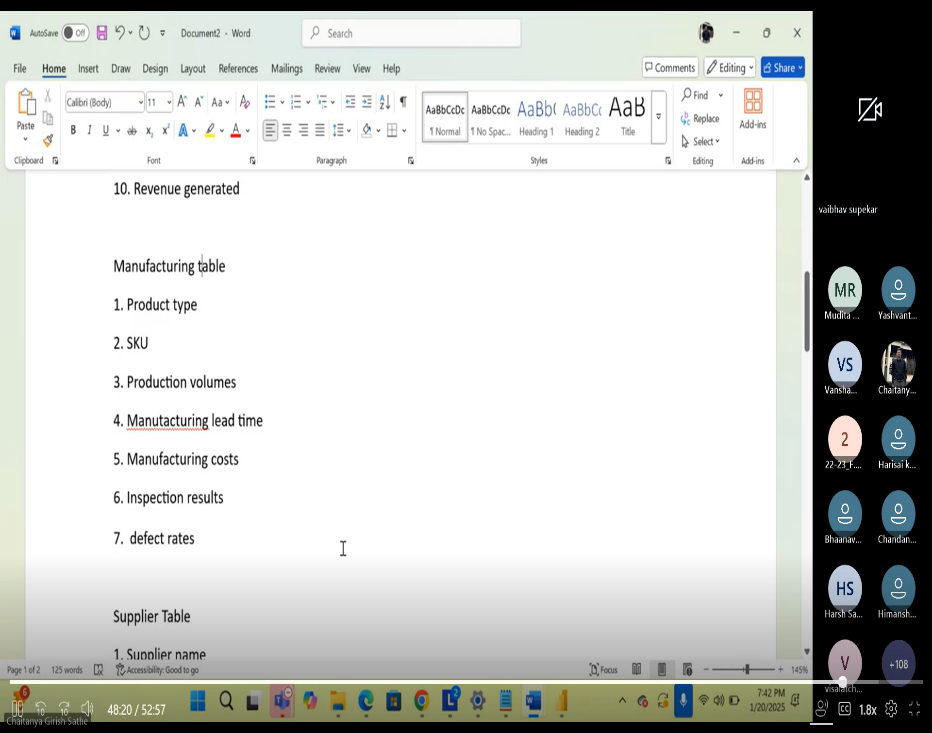 AutoSave Off Document2 - Word Search
File Home Insert Draw Design Layout References Mailings Review View Help Comments Editing Share
Paste
Clipboard
Calibri (Body) 11
Font
Paragraph
AaBbCcDc AaBbCcDc AaBb( AaBbCc AaB
¶ Normal ¶ No Spac... Heading 1 Heading 2 Title
Styles
Find
Replace
Select
Editing
Add-ins
Add-ins
10. Revenue generated
Manufacturing table
1. Product type
2. SKU
3. Production volumes
4. Manutacturing lead time
5. Manufacturing costs
6. Inspection results
7. defect rates
Supplier Table
1. Supplier name
Page 1 of 2 125 words Accessibility: Good to go Focus 145%
6
48:20 / 52:57
Chaitanya Girish Sathe
7:42 PM
1/20/2025
1.8x
vaibhav supekar
MR
Mudita ... Yashvant...
VS
Vansha... Chaitany...
2
22-23_F... Harisai k...
Bhaanav... Chandan...
HS
Harsh Sa... Himansh...
V +108
visalatch...